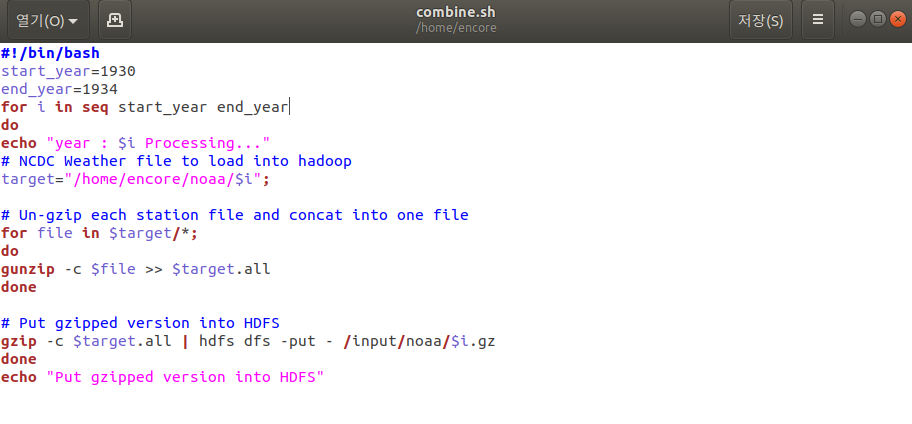 열기(O)
combine.sh
/home/encore
저장(S)
#!/bin/bash
start_year=1930
end_year=1934
for i in seq start_year end_year
do
echo "year : $i Processing..."
# NCDC Weather file to load into hadoop
target="/home/encore/noaa/$i";

# Un-gzip each station file and concat into one file
for file in $target/*;
do
gunzip -c $file >> $target.all
done

# Put gzipped version into HDFS
gzip -c $target.all | hdfs dfs -put - /input/noaa/$i.gz
done
echo "Put gzipped version into HDFS"